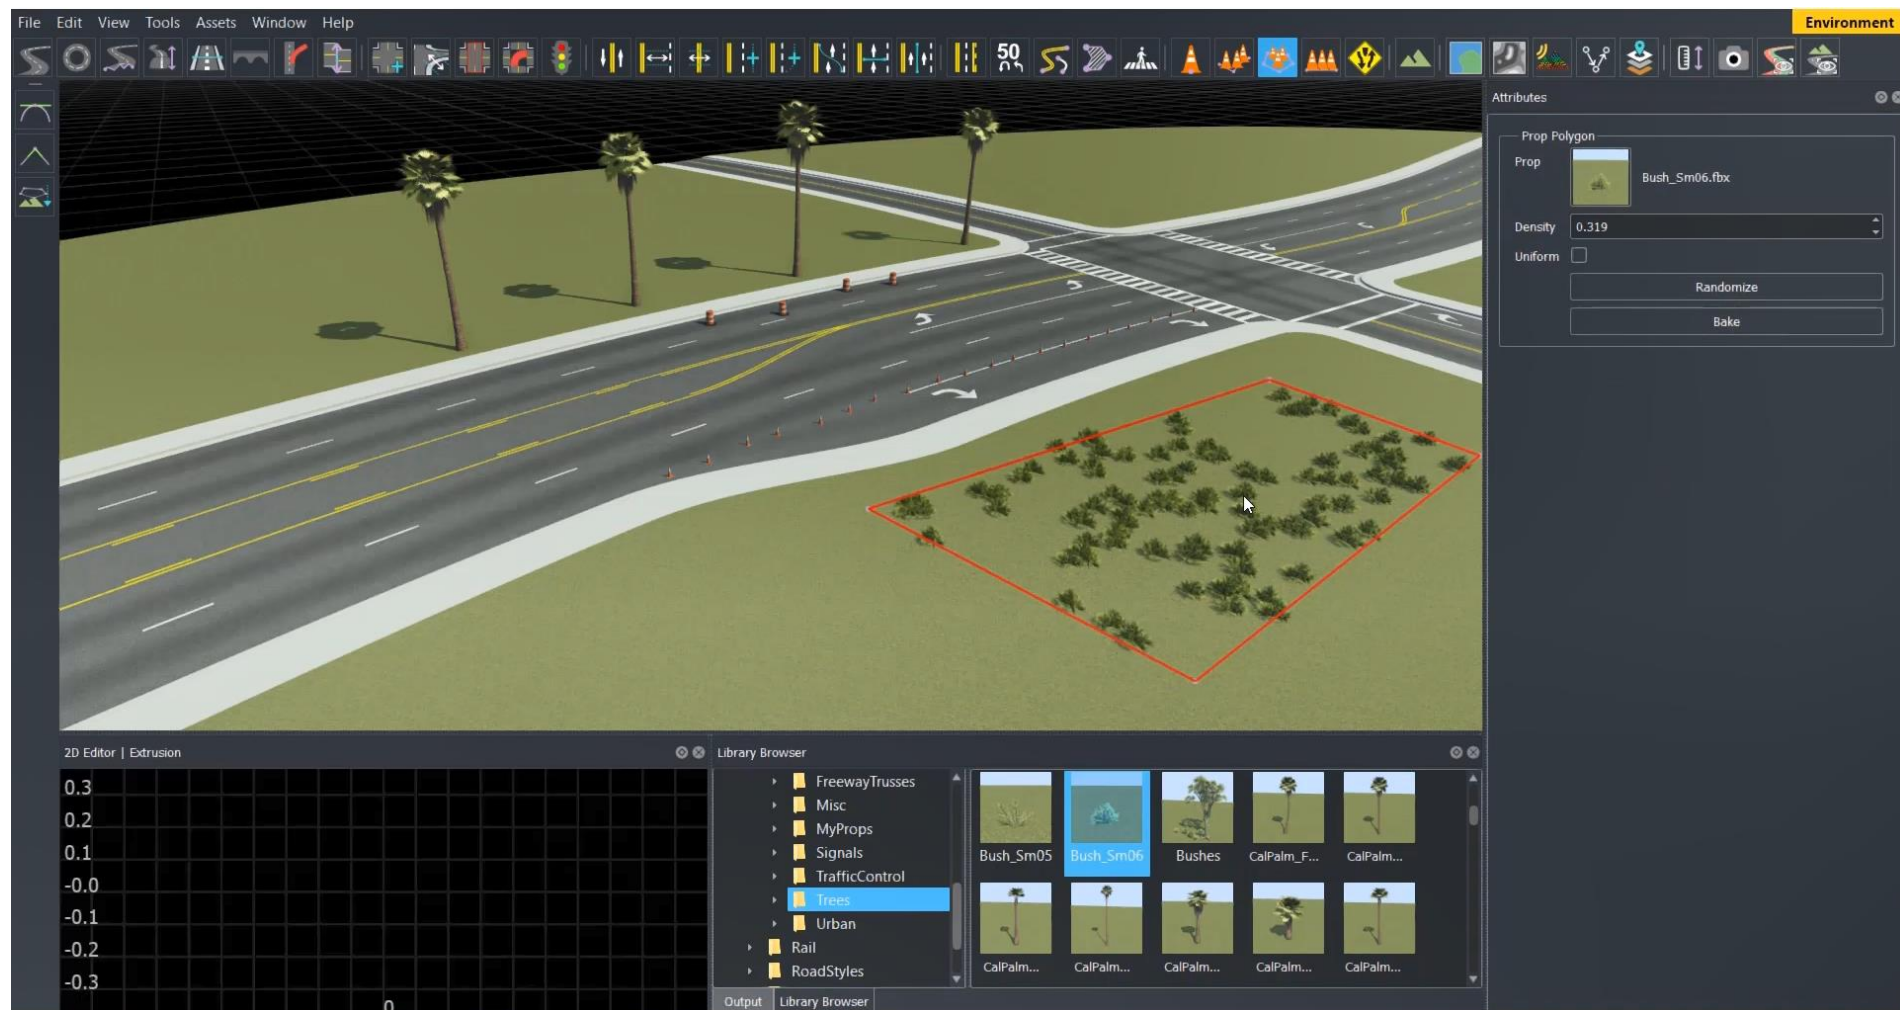 File Edit View Tools Assets Window Help
Environment
50
Attributes
Prop Polygon
Prop
Bush_Sm06.fbx
Density 0.319
Uniform
Randomize
Bake
2D Editor | Extrusion
0.3
0.2
0.1
-0.0
-0.1
-0.2
-0.3
0
Library Browser
FreewayTrusses
Misc
MyProps
Signals
TrafficControl
Trees
Urban
Rail
RoadStyles
Bush_Sm05 Bush_Sm06 Bushes CalPalm_F... CalPalm...
CalPalm... CalPalm... CalPalm... CalPalm... CalPalm...
Output Library Browser